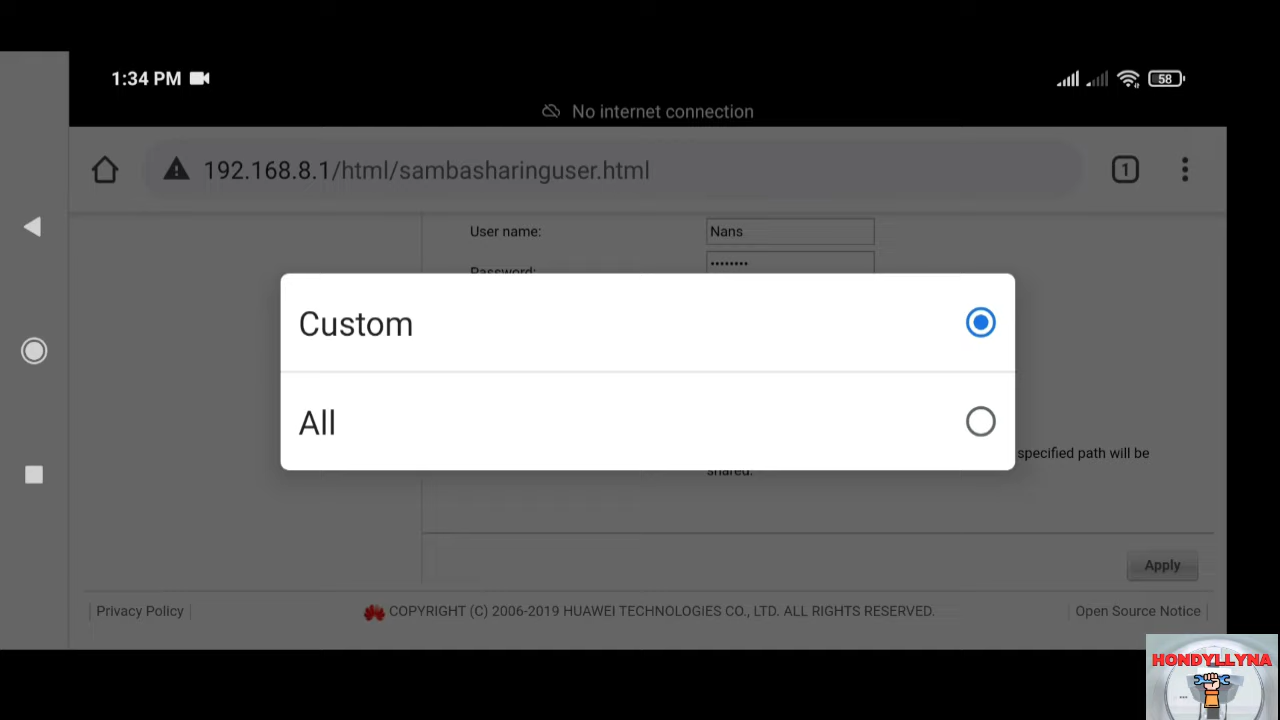 1:34 PM
58
No internet connection
192.168.8.1/html/sambasharinguser.html
1
User name:
Nans
Password:
••••••••
Custom
All
specified path will be
shared.
Apply
Privacy Policy
COPYRIGHT (C) 2006-2019 HUAWEI TECHNOLOGIES CO., LTD. ALL RIGHTS RESERVED.
Open Source Notice
HONDYLLYNA